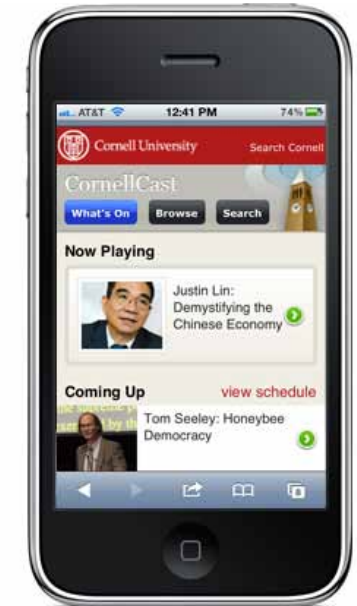 AT&T 12:41 PM 74%
Cornell University Search Cornell
CornellCast
What's On Browse Search
Now Playing
Justin Lin:
Demystifying the
Chinese Economy
Coming Up view schedule
Tom Seeley: Honeybee
Democracy